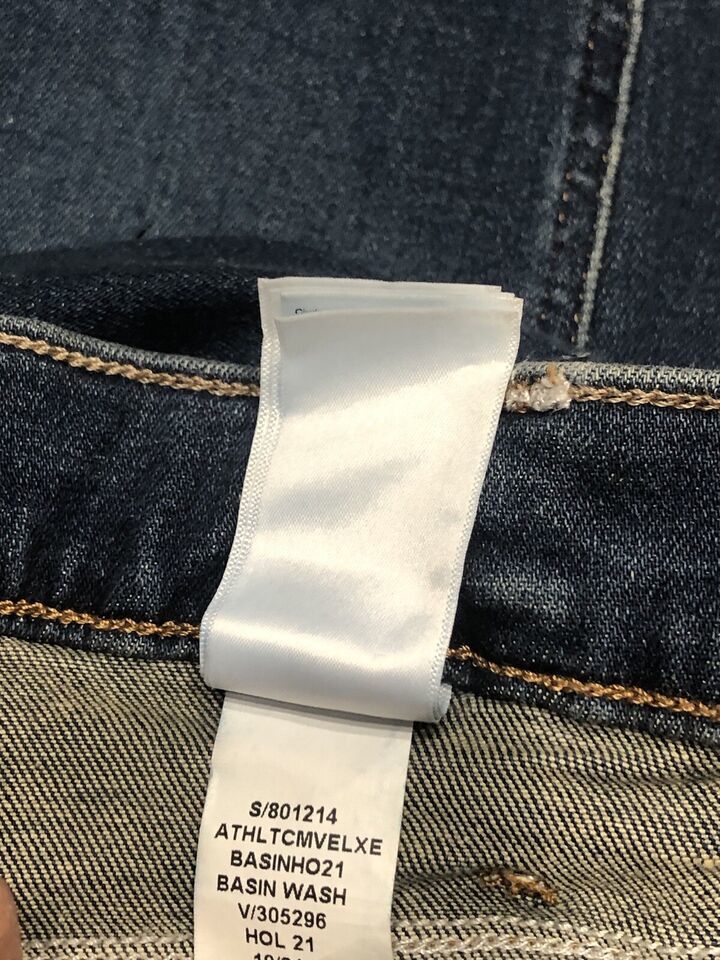 S/801214
ATHLTCMVELXE
BASINHO21
BASIN WASH
V/305296
HOL 21